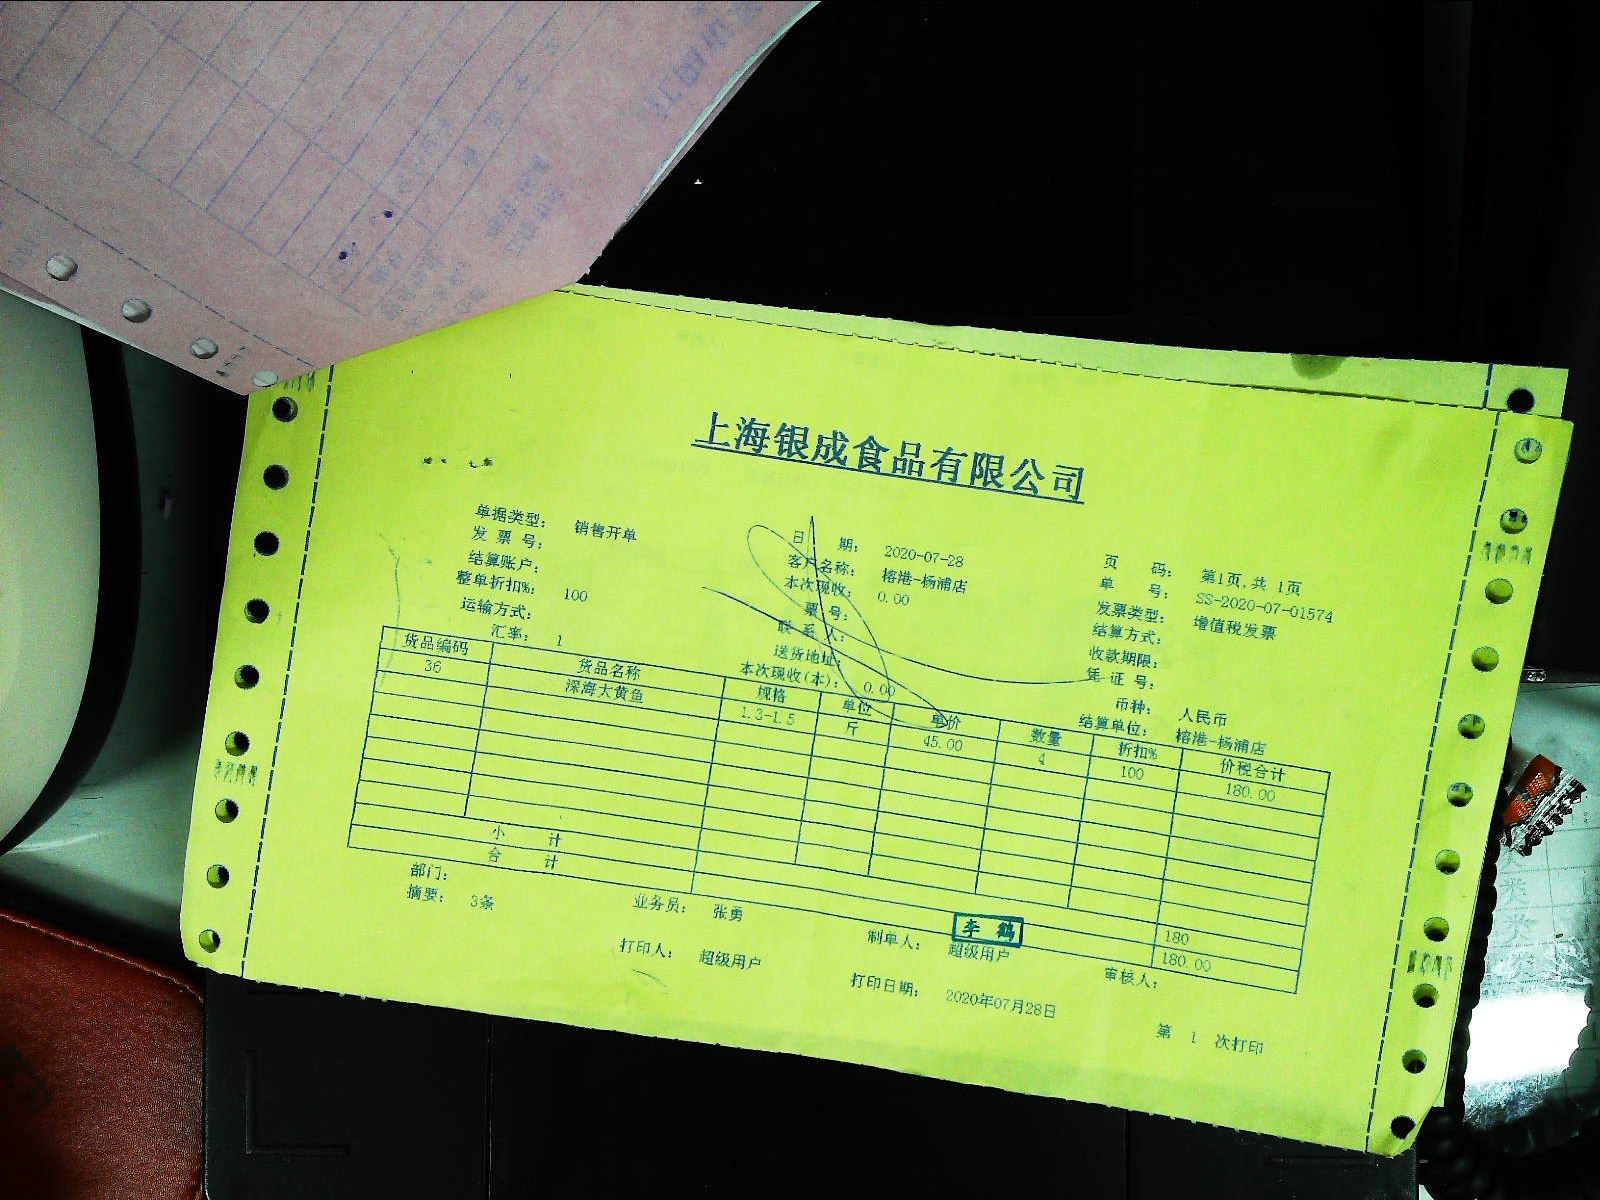 上海银成食品有限公司
单据类型: 销售开单 日 期: 2020-07-28 页 码: 第1页, 共 1页
发 票 号: 客户名称: 榕港-杨浦店 单 号: SS-2020-07-01574
结算账户: 本次现收: 0.00 发票类型: 增值税发票
整单折扣%: 100 票 号: 结算方式:
运输方式: 联 系 人: 收款期限:
汇率: 1 送货地址: 凭 证 号:
本次现收(本): 0.00 币种: 人民币
结算单位: 榕港-杨浦店
货品编码 货品名称 规格 单位 单价 数量 折扣% 价税合计
36 深海大黄鱼 1.3-1.5 斤 45.00 4 100 180.00
小 计 180
合 计 180.00
部门: 业务员: 张勇 制单人: 超级用户 审核人:
李 鹤
摘要: 3条 打印人: 超级用户 打印日期: 2020年07月28日 第 1 次打印